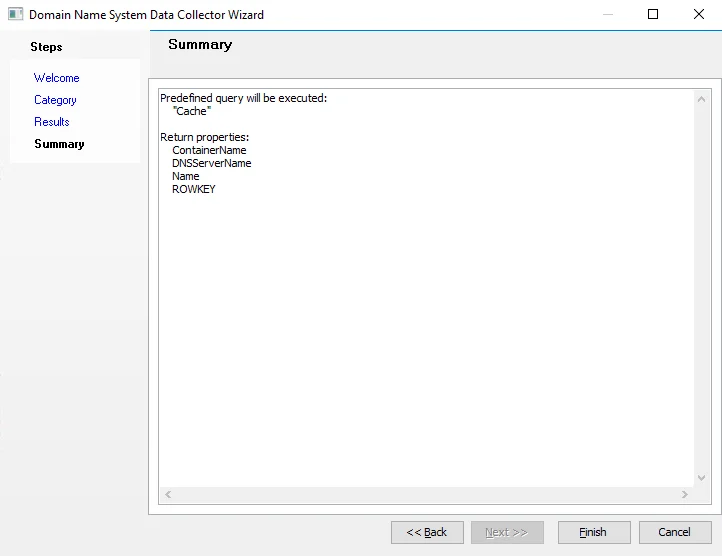 Domain Name System Data Collector Wizard
Steps
Welcome
Category
Results
Summary
Summary
Predefined query will be executed:
"Cache"
Return properties:
ContainerName
DNSServerName
Name
ROWKEY
<< Back
Next >>
Finish
Cancel